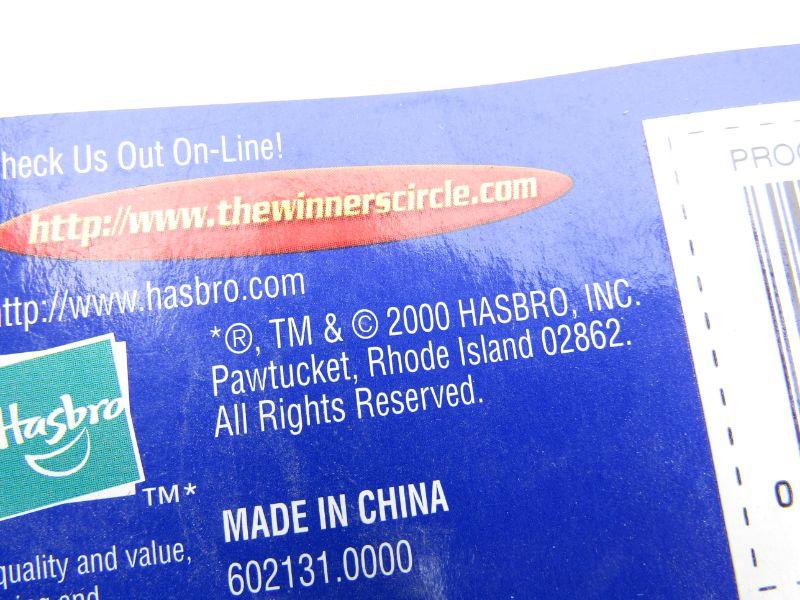 heck Us Out On-Line!
http://www.thewinnerscircle.com
ttp://www.hasbro.com
*®, TM & © 2000 HASBRO, INC.
Pawtucket, Rhode Island 02862.
All Rights Reserved.
Hasbro
TM*
MADE IN CHINA
602131.0000
quality and value,
and
PROO
0